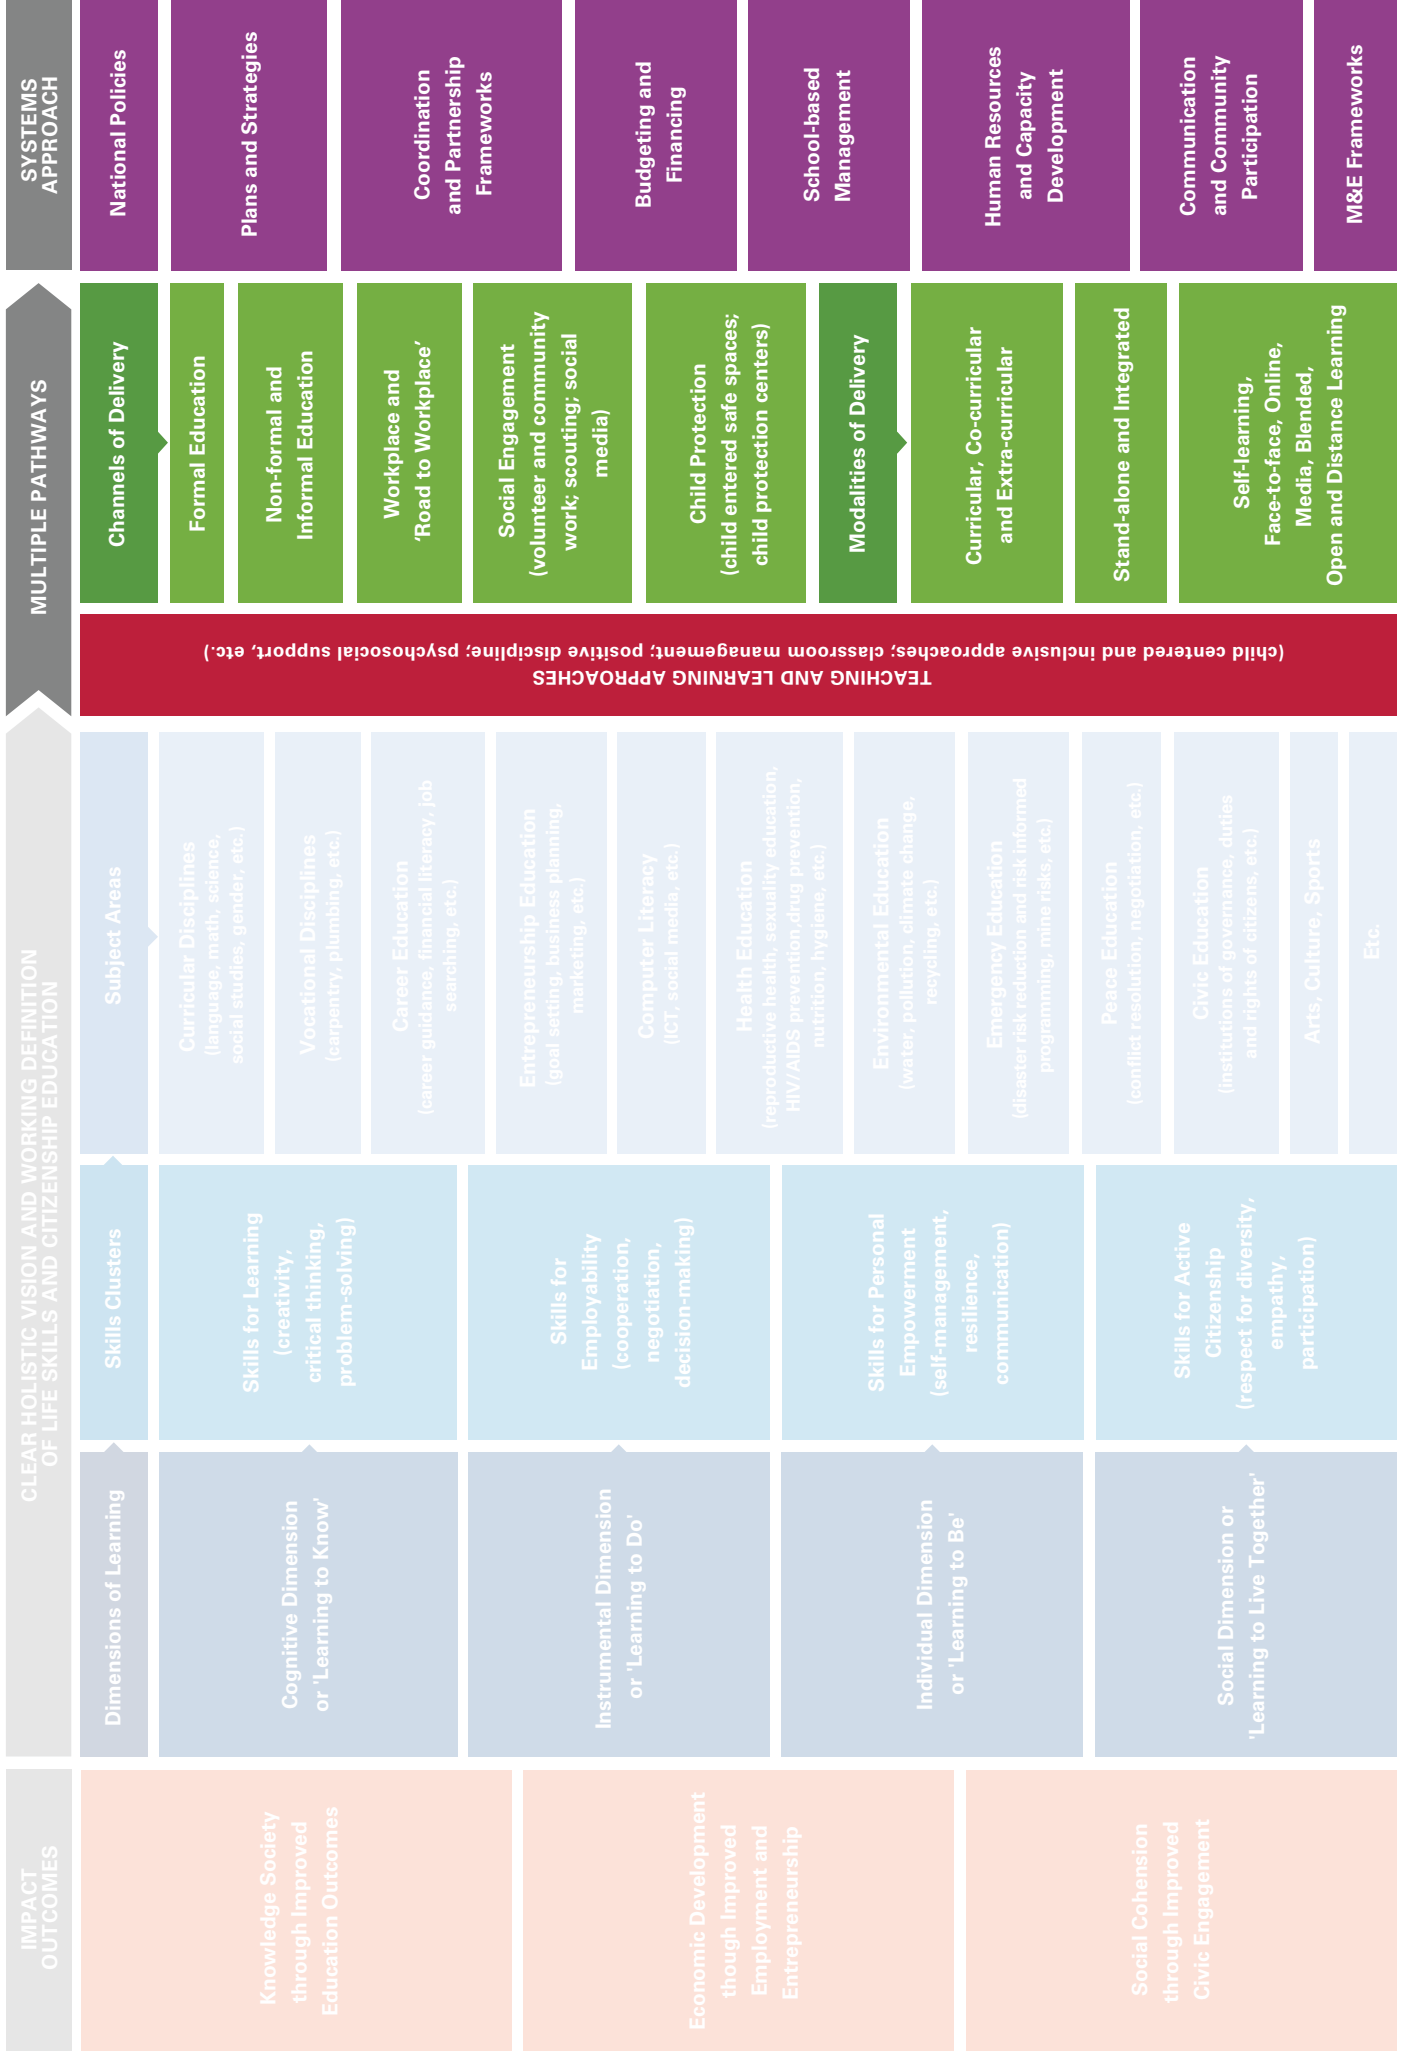 IMPACT
OUTCOMES
Knowledge Society
through Improved
Education Outcomes
Economic Development
though Improved
Employment and
Entrepreneurship
Social Cohension
through Improved
Civic Engagement
CLEAR HOLISTIC VISION AND WORKING DEFINITION
OF LIFE SKILLS AND CITIZENSHIP EDUCATION
Dimensions of Learning
Cognitive Dimension
or 'Learning to Know'
Instrumental Dimension
or 'Learning to Do'
Individual Dimension
or 'Learning to Be'
Social Dimension or
'Learning to Live Together'
Skills Clusters
Skills for Learning
(creativity,
critical thinking,
problem-solving)
Skills for
Employability
(cooperation,
negotiation,
decision-making)
Skills for Personal
Empowerment
(self-management,
resilience,
communication)
Skills for Active
Citizenship
(respect for diversity,
empathy,
participation)
Subject Areas
Curricular Disciplines
(language, math, science,
social studies, gender, etc.)
Vocational Disciplines
(carpentry, plumbing, etc.)
Career Education
(career guidance, financial literacy, job
searching, etc.)
Entrepreneurship Education
(goal setting, business planning,
marketing, etc.)
Computer Literacy
(ICT, social media, etc.)
Health Education
(reproductive health, sexuality education,
HIV/AIDS prevention,drug prevention,
nutrition, hygiene, etc.)
Environmental Education
(water, pollution, climate change,
recycling, etc.)
Emergency Education
(disaster risk reduction and risk informed
programming, mine risks, etc.)
Peace Education
(conflict resolution, negotiation, etc.)
Civic Education
(institutions of governance, duties
and rights of citizens, etc.)
Arts, Culture, Sports
Etc.
TEACHING AND LEARNING APPROACHES
(child centered and inclusive approaches; classroom management; positive discipline; psychosocial support, etc.)
MULTIPLE PATHWAYS
Channels of Delivery
Formal Education
Non-formal and
Informal Education
Workplace and
‘Road to Workplace’
Social Engagement
(volunteer and community
work; scouting; social
media)
Child Protection
(child entered safe spaces;
child protection centers)
Modalities of Delivery
Curricular, Co-curricular
and Extra-curricular
Stand-alone and Integrated
Self-learning,
Face-to-face, Online,
Media, Blended,
Open and Distance Learning
SYSTEMS
APPROACH
National Policies
Plans and Strategies
Coordination
and Partnership
Frameworks
Budgeting and
Financing
School-based
Management
Human Resources
and Capacity
Development
Communication
and Community
Participation
M&E Frameworks